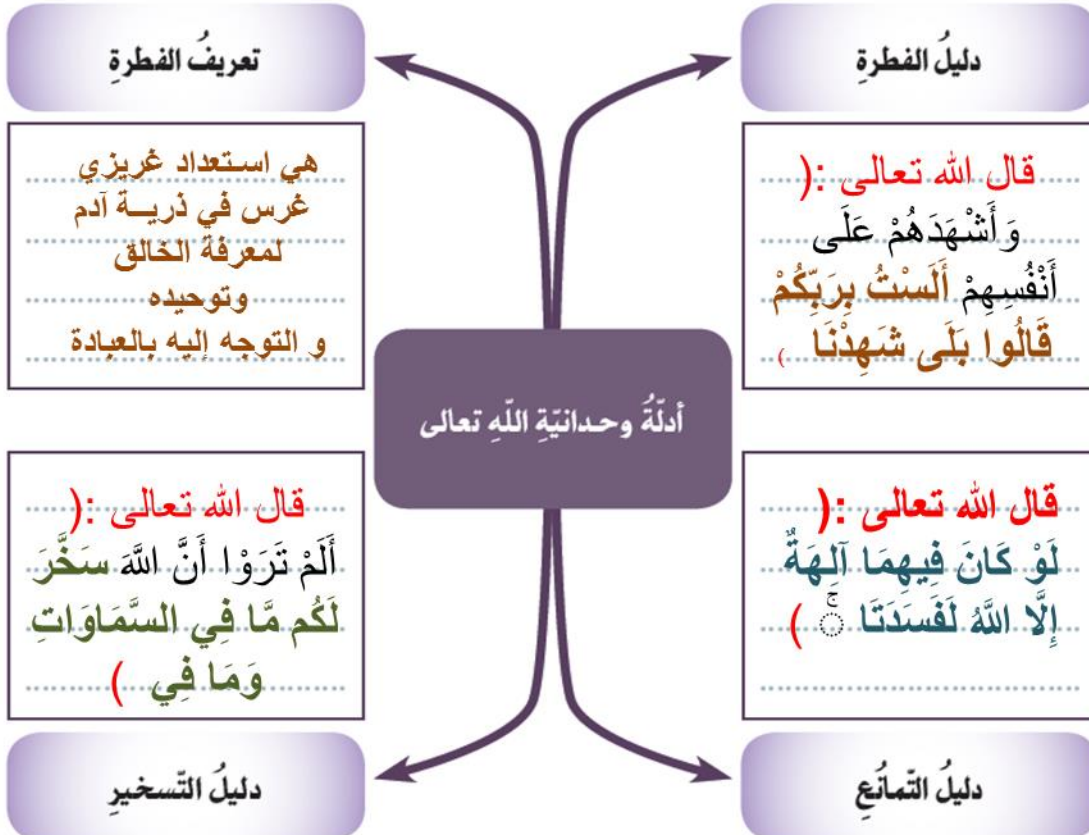 دليلُ الفطرةِ
قال الله تعالى :(
وَأَشْهَدَهُمْ عَلَى
أَنْفُسِهِمْ أَلَسْتُ بِرَبِّكُمْ
قَالُوا بَلَى شَهِدْنَا )
تعريفُ الفطرةِ
هي استعداد غريزي
غرس في ذريـة آدم
لمعرفة الخالق
وتوحيده
و التوجه إليه بالعبادة
أدلّةُ وحدانيّةِ اللّهِ تعالى
قال الله تعالى :(
لَوْ كَانَ فِيهِمَا آلِهَةٌ
إِلَّا اللَّهُ لَفَسَدَتَا ۚ )
دليلُ التّمانُعِ
قال الله تعالى :(
أَلَمْ تَرَوْا أَنَّ اللَّهَ سَخَّرَ
لَكُم مَّا فِي السَّمَاوَاتِ
وَمَا فِي )
دليلُ التّسخيرِ